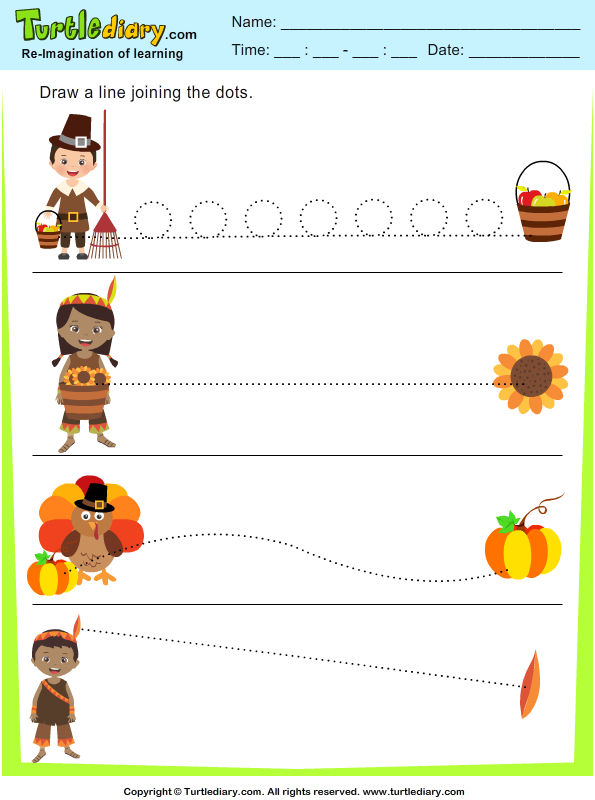 Turtlediary.com
Re-Imagination of learning
Name: ___________________________________
Time: ___ : ___ - ___ : ___ Date: _____________
Draw a line joining the dots.
Copyright © Turtlediary.com. All rights reserved. www.turtlediary.com